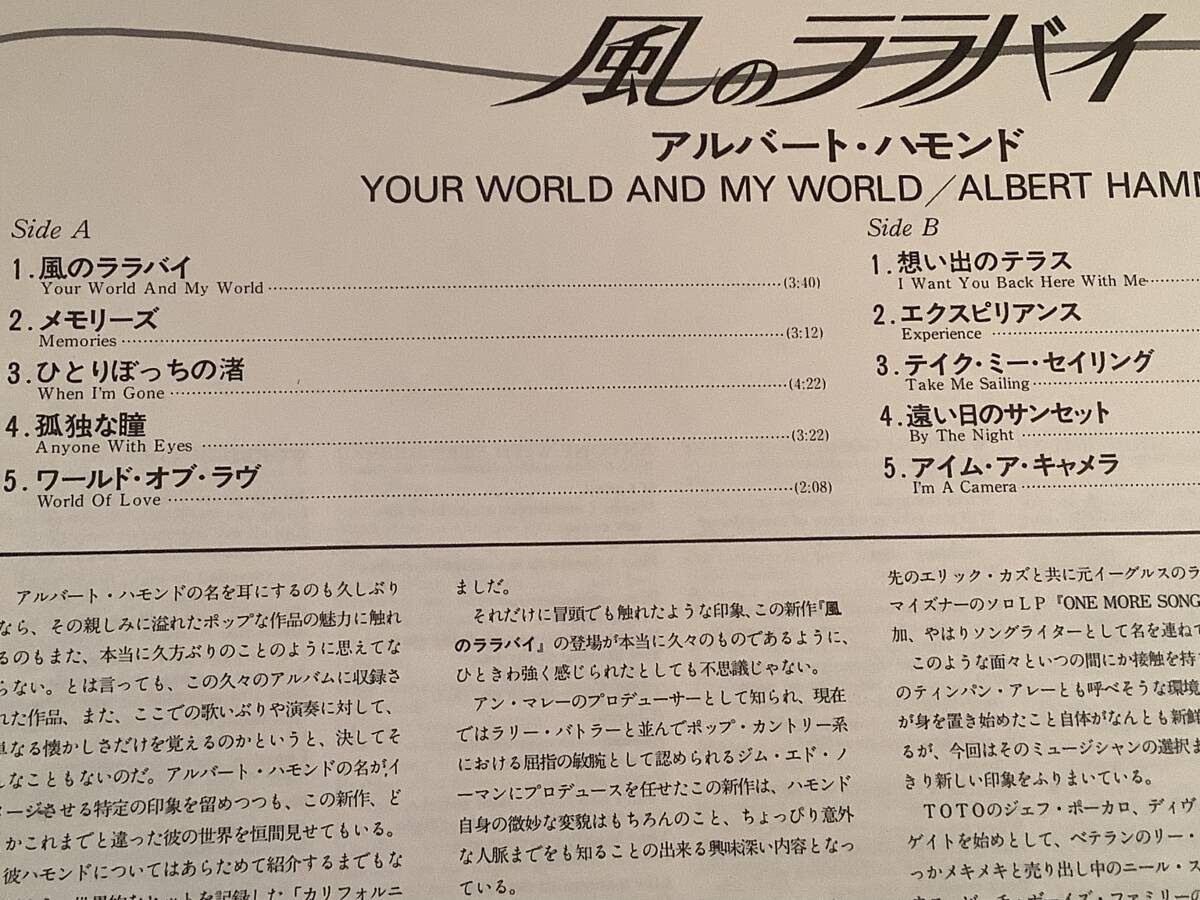 風のララバイ
アルバート・ハモンド
YOUR WORLD AND MY WORLD／ALBERT HAMM
Side A
1.風のララバイ
Your World And My World (3:40)
2.メモリーズ
Memories (3:12)
3.ひとりぼっちの渚
When I'm Gone (4:22)
4.孤独な瞳
Anyone With Eyes (3:22)
5.ワールド・オブ・ラヴ
World Of Love (2:08)
Side B
1.想い出のテラス
I Want You Back Here With Me
2.エクスピリアンス
Experience
3.テイク・ミー・セイリング
Take Me Sailing
4.遠い日のサンセット
By The Night
5.アイム・ア・キャメラ
I'm A Camera
アルバート・ハモンドの名を耳にするのも久しぶり
なら、その親しみに溢れたポップな作品の魅力に触れ
るのもまた、本当に久方ぶりのことのように思えてな
らない。とは言っても、この久々のアルバムに収録さ
れた作品、また、ここでの歌いぶりや演奏に対して、
単なる懐かしさだけを覚えるのかというと、決してそ
んなこともないのだ。アルバート・ハモンドの名が、イ
メージさせる特定の印象を留めつつも、この新作、ど
かこれまでと違った彼の世界を恒間見せてもいる。
彼ハモンドについてはあらためて紹介するまでもな
を記録した「カリフォルニ
ましだ。
それだけに冒頭でも触れたような印象、この新作『風
のララバイ』の登場が本当に久々のものであるように、
ひときわ強く感じられたとしても不思議じゃない。
アン・マレーのプロデューサーとして知られ、現在
ではラリー・バトラーと並んでポップ・カントリー系
における屈指の敏腕として認められるジム・エド・ノ
ーマンにプロデュースを任せたこの新作は、ハモンド
自身の微妙な変貌はもちろんのこと、ちょっぴり意外
な人脈までをも知ることの出来る興味深い内容となっ
ている。
先のエリック・カズと共に元イーグルスのラ
マイズナーのソロLP『ONE MORE SONG
加、やはりソングライターとして名を連ねて
このような面々といつの間にか接触を持
のティンパン・アレーとも呼べそうな環境
が身を置き始めたこと自体がなんとも新鮮
るが、今回はそのミュージシャンの選択ま
きり新しい印象をふりまいている。
TOTOのジェフ・ポーカロ、ディヴ
ゲイトを始めとして、ベテランのリー・
っかメキメキと売り出し中のニール・ス
ボーイズ・ファミリーの